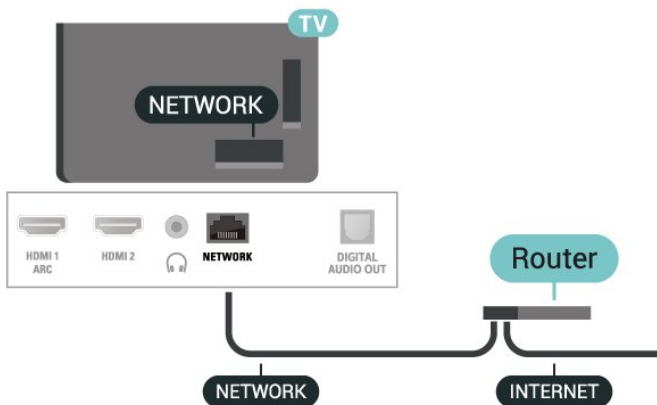 TV
NETWORK
HDMI 1
ARC
HDMI 2
NETWORK
DIGITAL
AUDIO OUT
Router
NETWORK
INTERNET